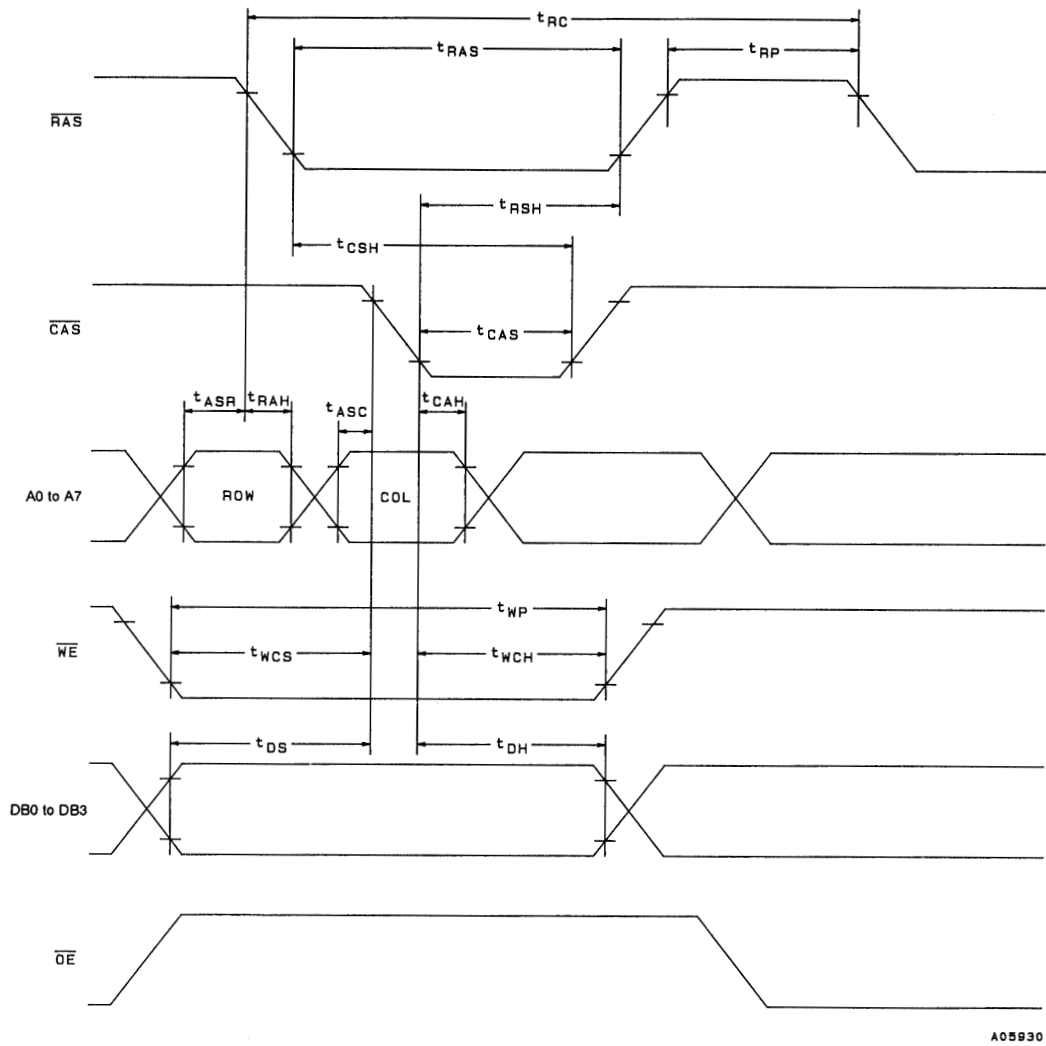 tRC
tRAS
tRP
RAS
tRSH
tCSH
CAS
tCAS
tASR
tRAH
tASC
tCAH
A0 to A7
ROW
COL
tWP
WE
tWCS
tWCH
tDS
tDH
DB0 to DB3
OE
A05930